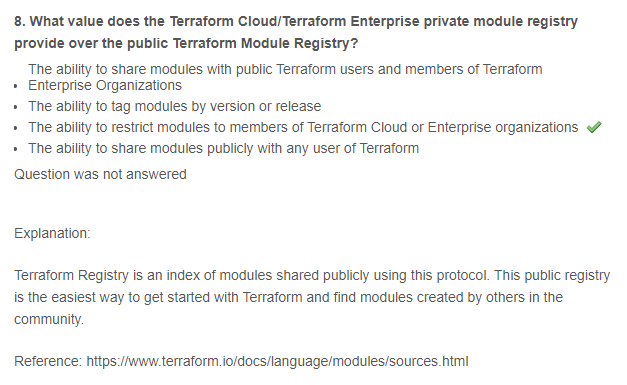 8. What value does the Terraform Cloud/Terraform Enterprise private module registry
provide over the public Terraform Module Registry?
The ability to share modules with public Terraform users and members of Terraform
• Enterprise Organizations
• The ability to tag modules by version or release
• The ability to restrict modules to members of Terraform Cloud or Enterprise organizations
• The ability to share modules publicly with any user of Terraform
Question was not answered
Explanation:
Terraform Registry is an index of modules shared publicly using this protocol. This public registry
is the easiest way to get started with Terraform and find modules created by others in the
community.
Reference: https://www.terraform.io/docs/language/modules/sources.html